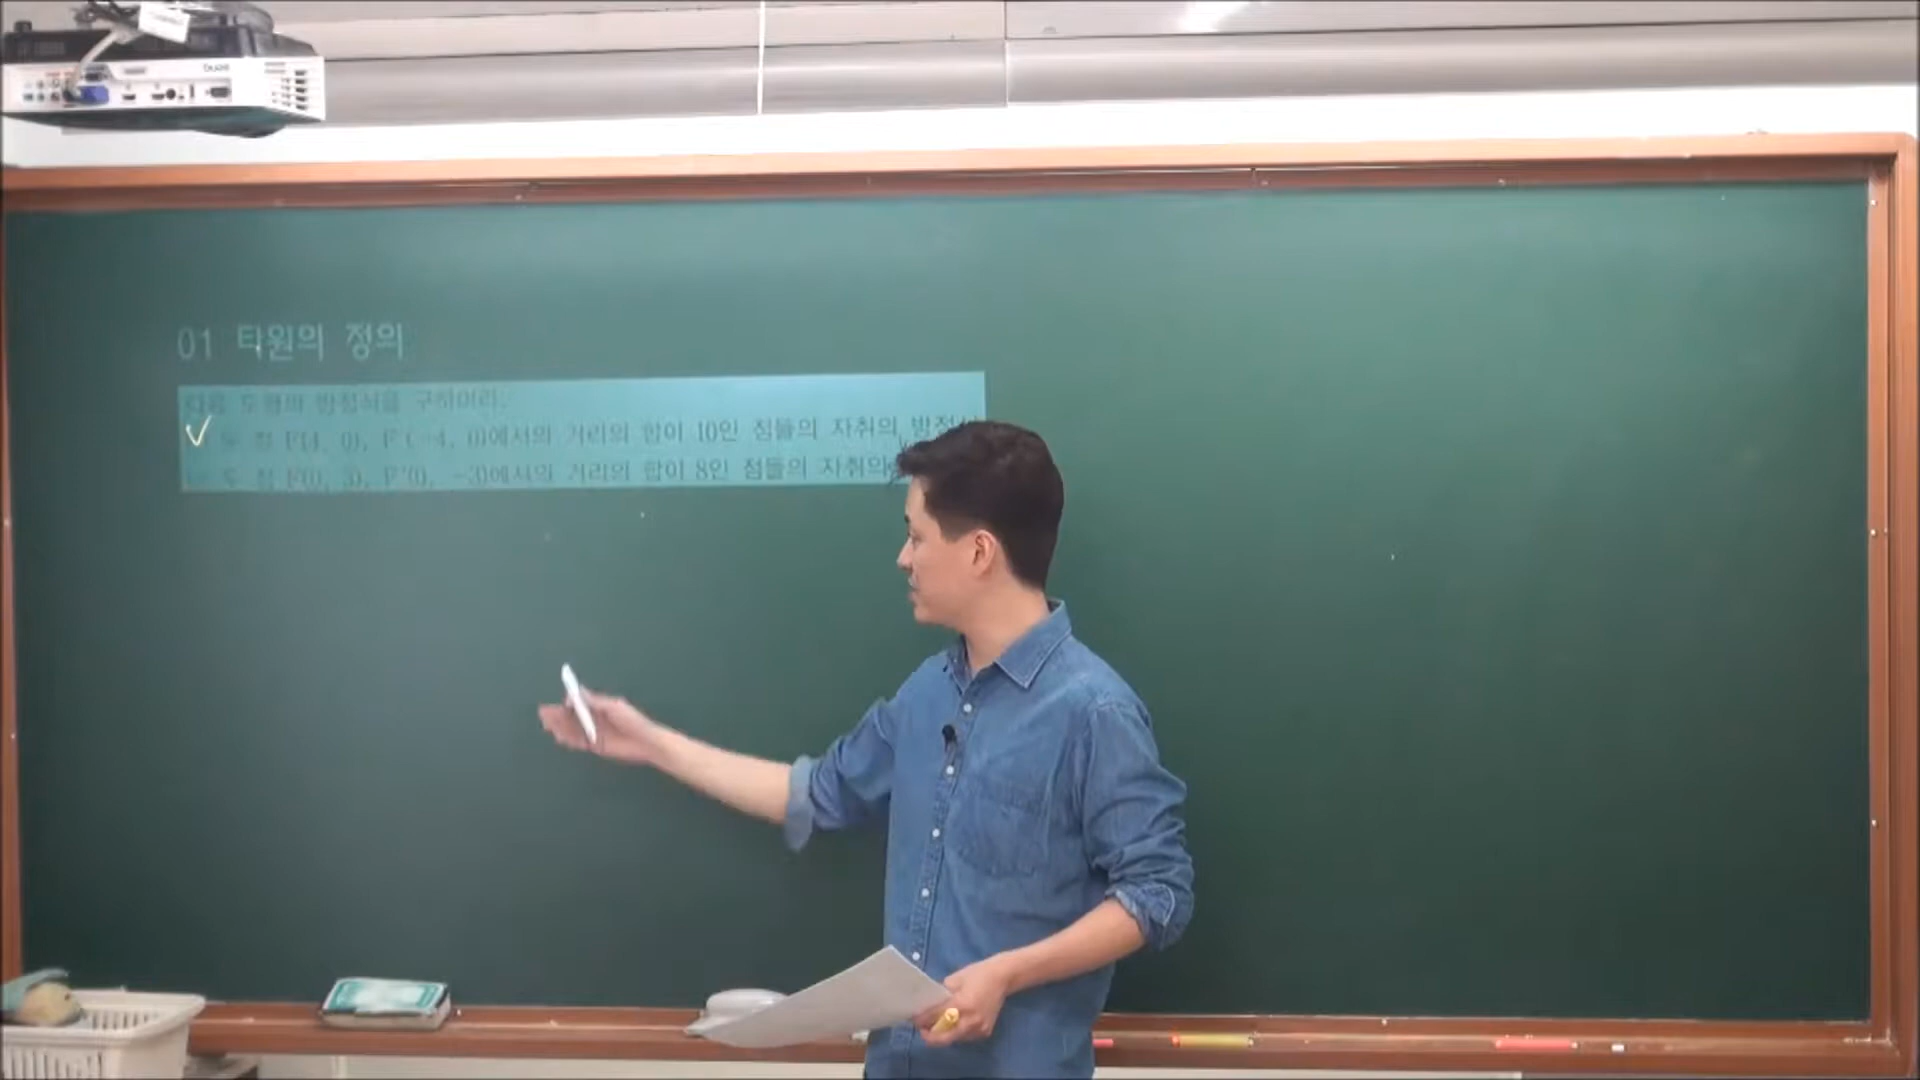 BenQ
01 타원의 정의
다음 도형의 방정식을 구하여라.
두 점 F(4, 0), F'(-4, 0)에서의 거리의 합이 10인 점들의 자취의 방정식
두 점 F(0, 3), F'(0, -3)에서의 거리의 합이 8인 점들의 자취의